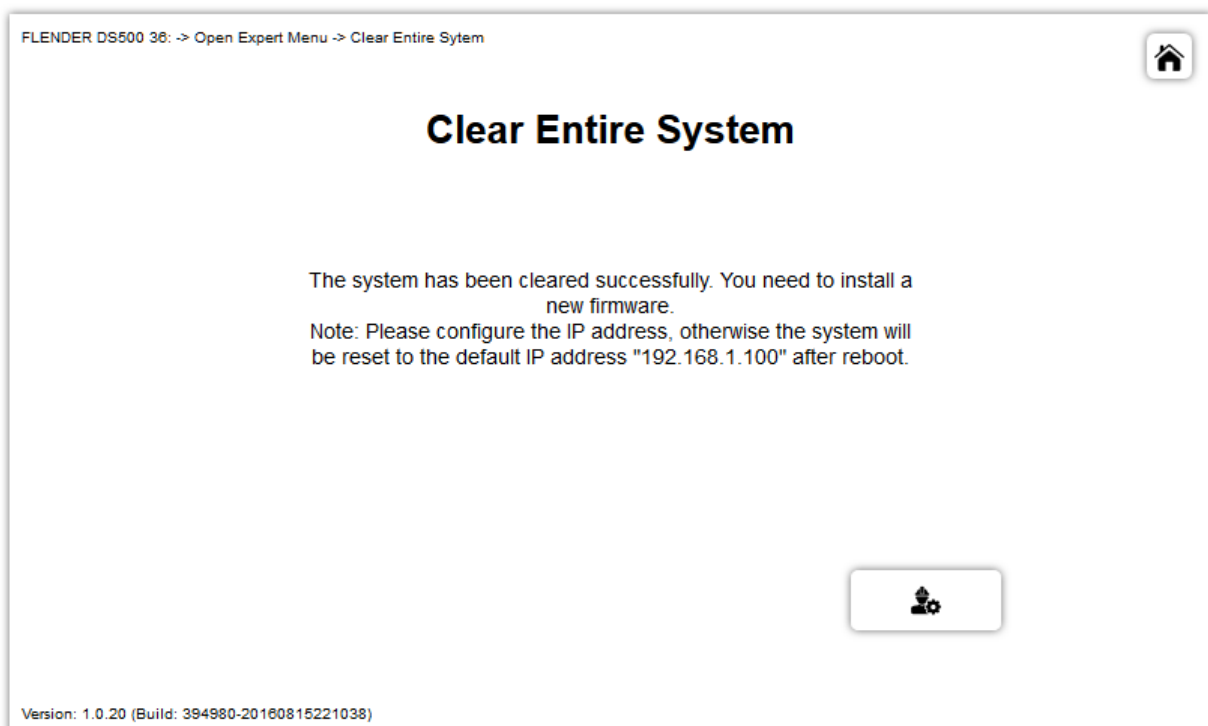 FLENDER DS500 36: -> Open Expert Menu -> Clear Entire Sytem
Clear Entire System
The system has been cleared successfully. You need to install a
new firmware.
Note: Please configure the IP address, otherwise the system will
be reset to the default IP address "192.168.1.100" after reboot.
Version: 1.0.20 (Build: 394980-20160815221038)